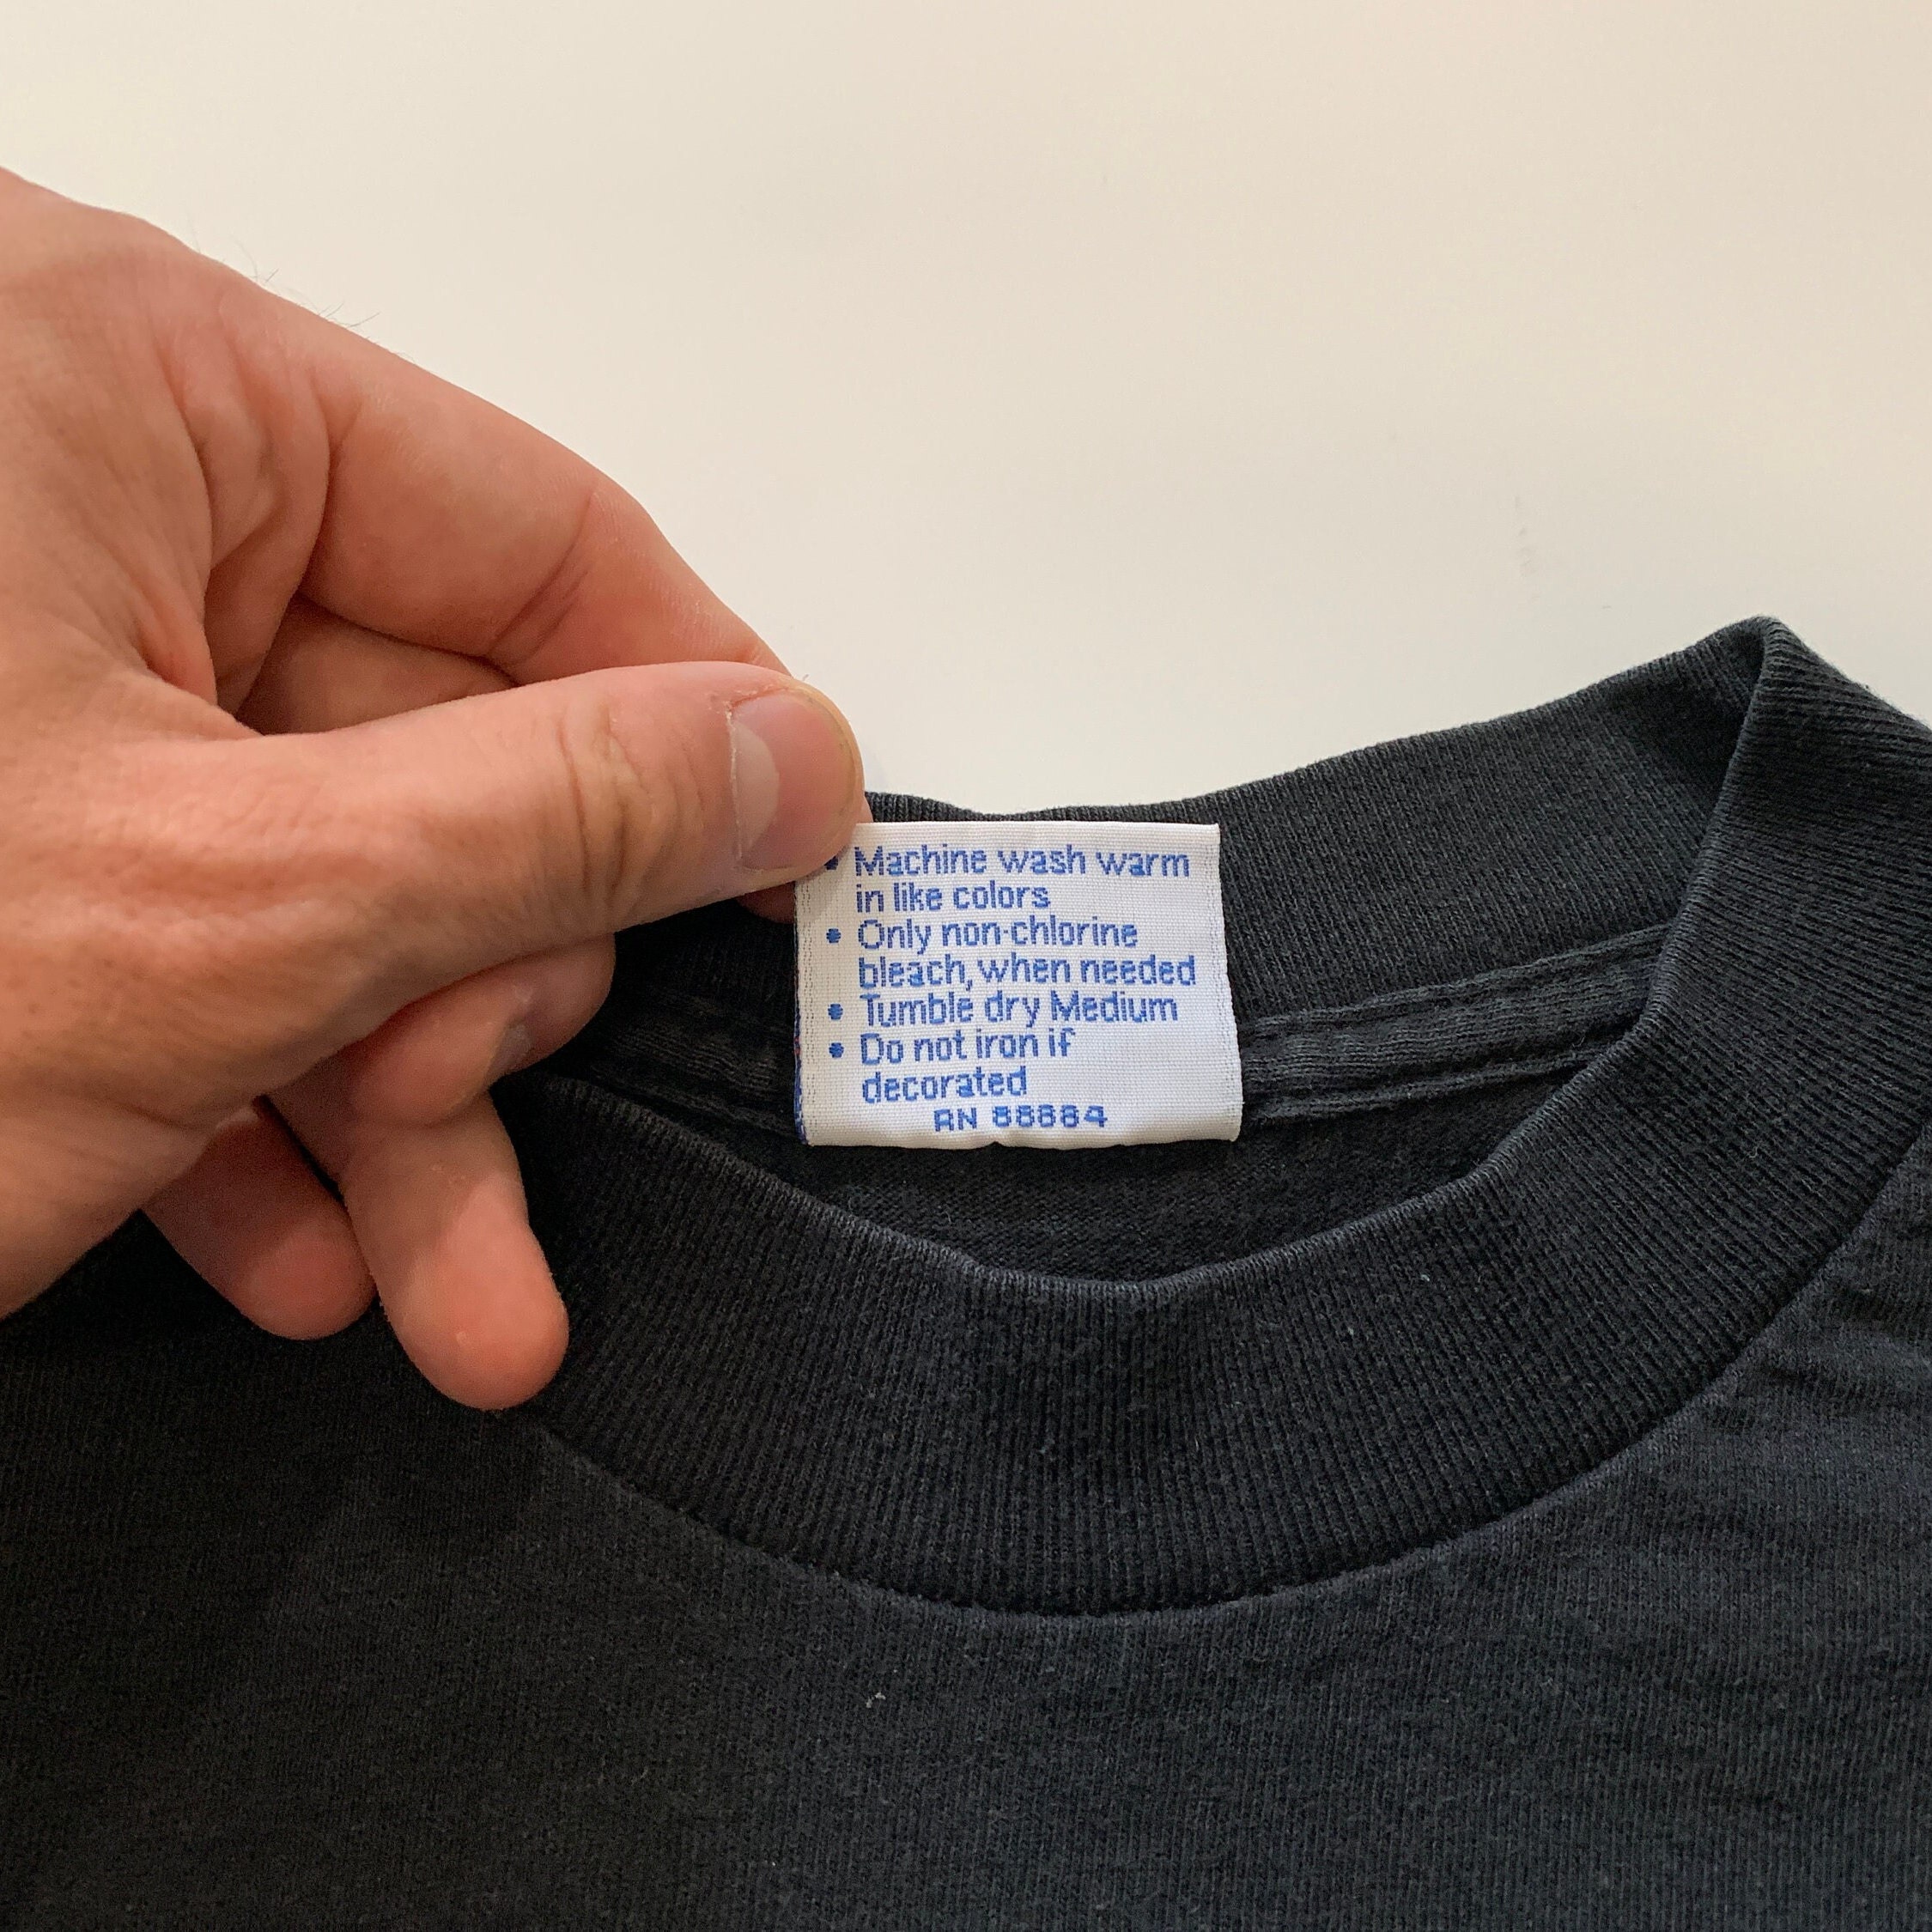 • Machine wash warm
in like colors
• Only non-chlorine
bleach, when needed
• Tumble dry Medium
• Do not iron if
decorated
RN 88884